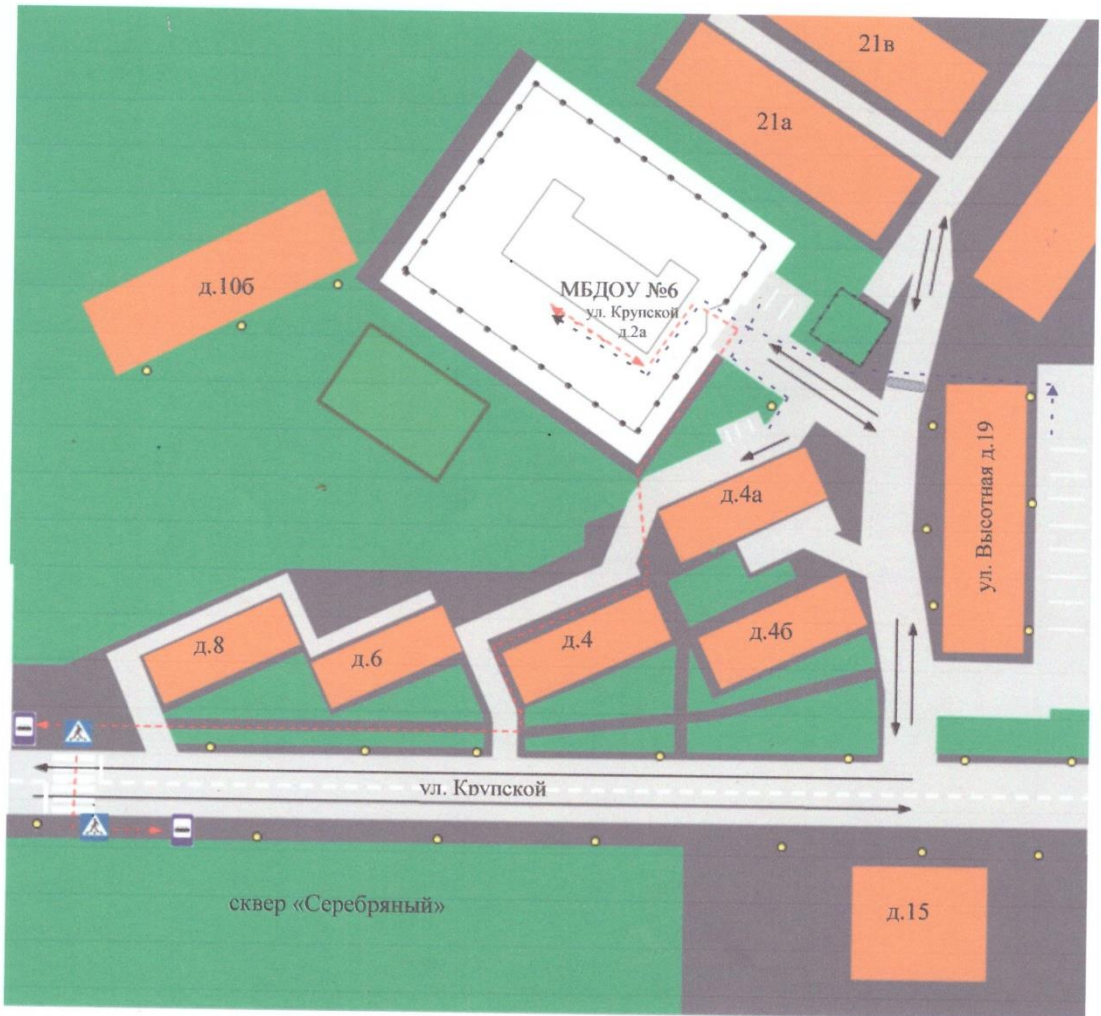 21в
21а
д.10б
МБДОУ №6
ул. Крупской
д.2а
ул. Высотная д.19
д.4а
д.4
д.4б
д.8
д.6
ул. Крупской
сквер «Серебряный»
д.15